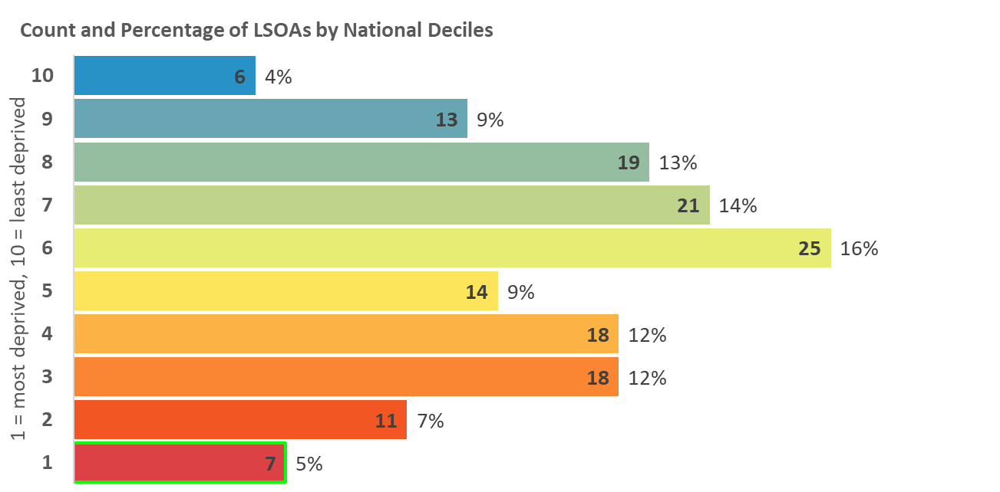 Count and Percentage of LSOAs by National Deciles
1 = most deprived, 10 = least deprived
10 6 4%
9 13 9%
8 19 13%
7 21 14%
6 25 16%
5 14 9%
4 18 12%
3 18 12%
2 11 7%
1 7 5%